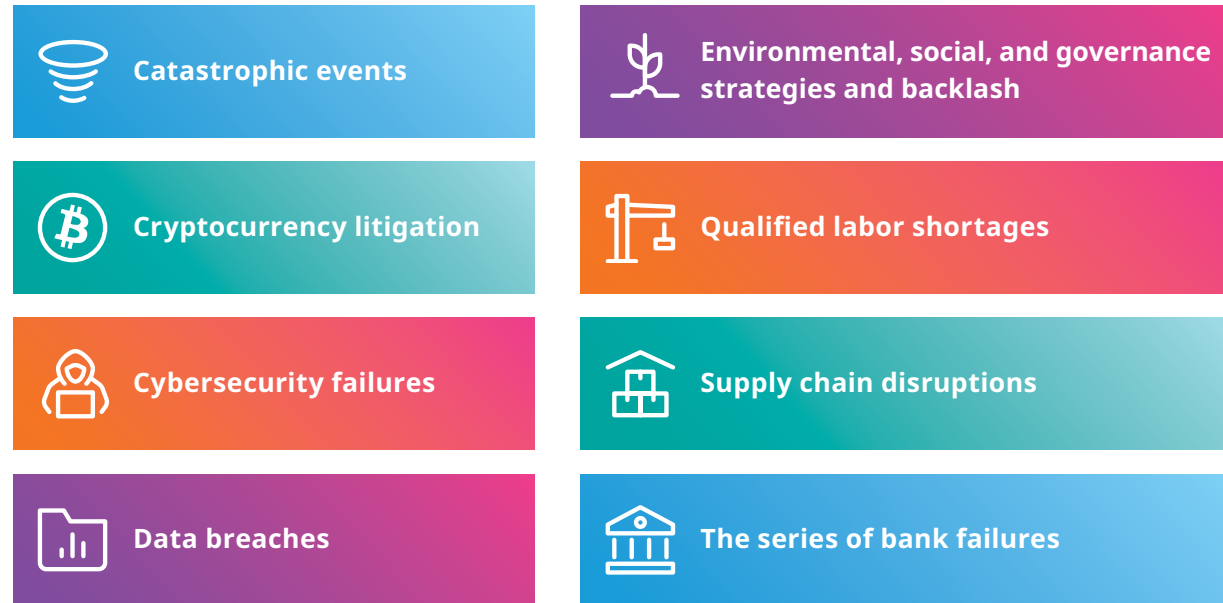 Catastrophic events
Cryptocurrency litigation
Cybersecurity failures
Data breaches
Environmental, social, and governance
strategies and backlash
Qualified labor shortages
Supply chain disruptions
The series of bank failures